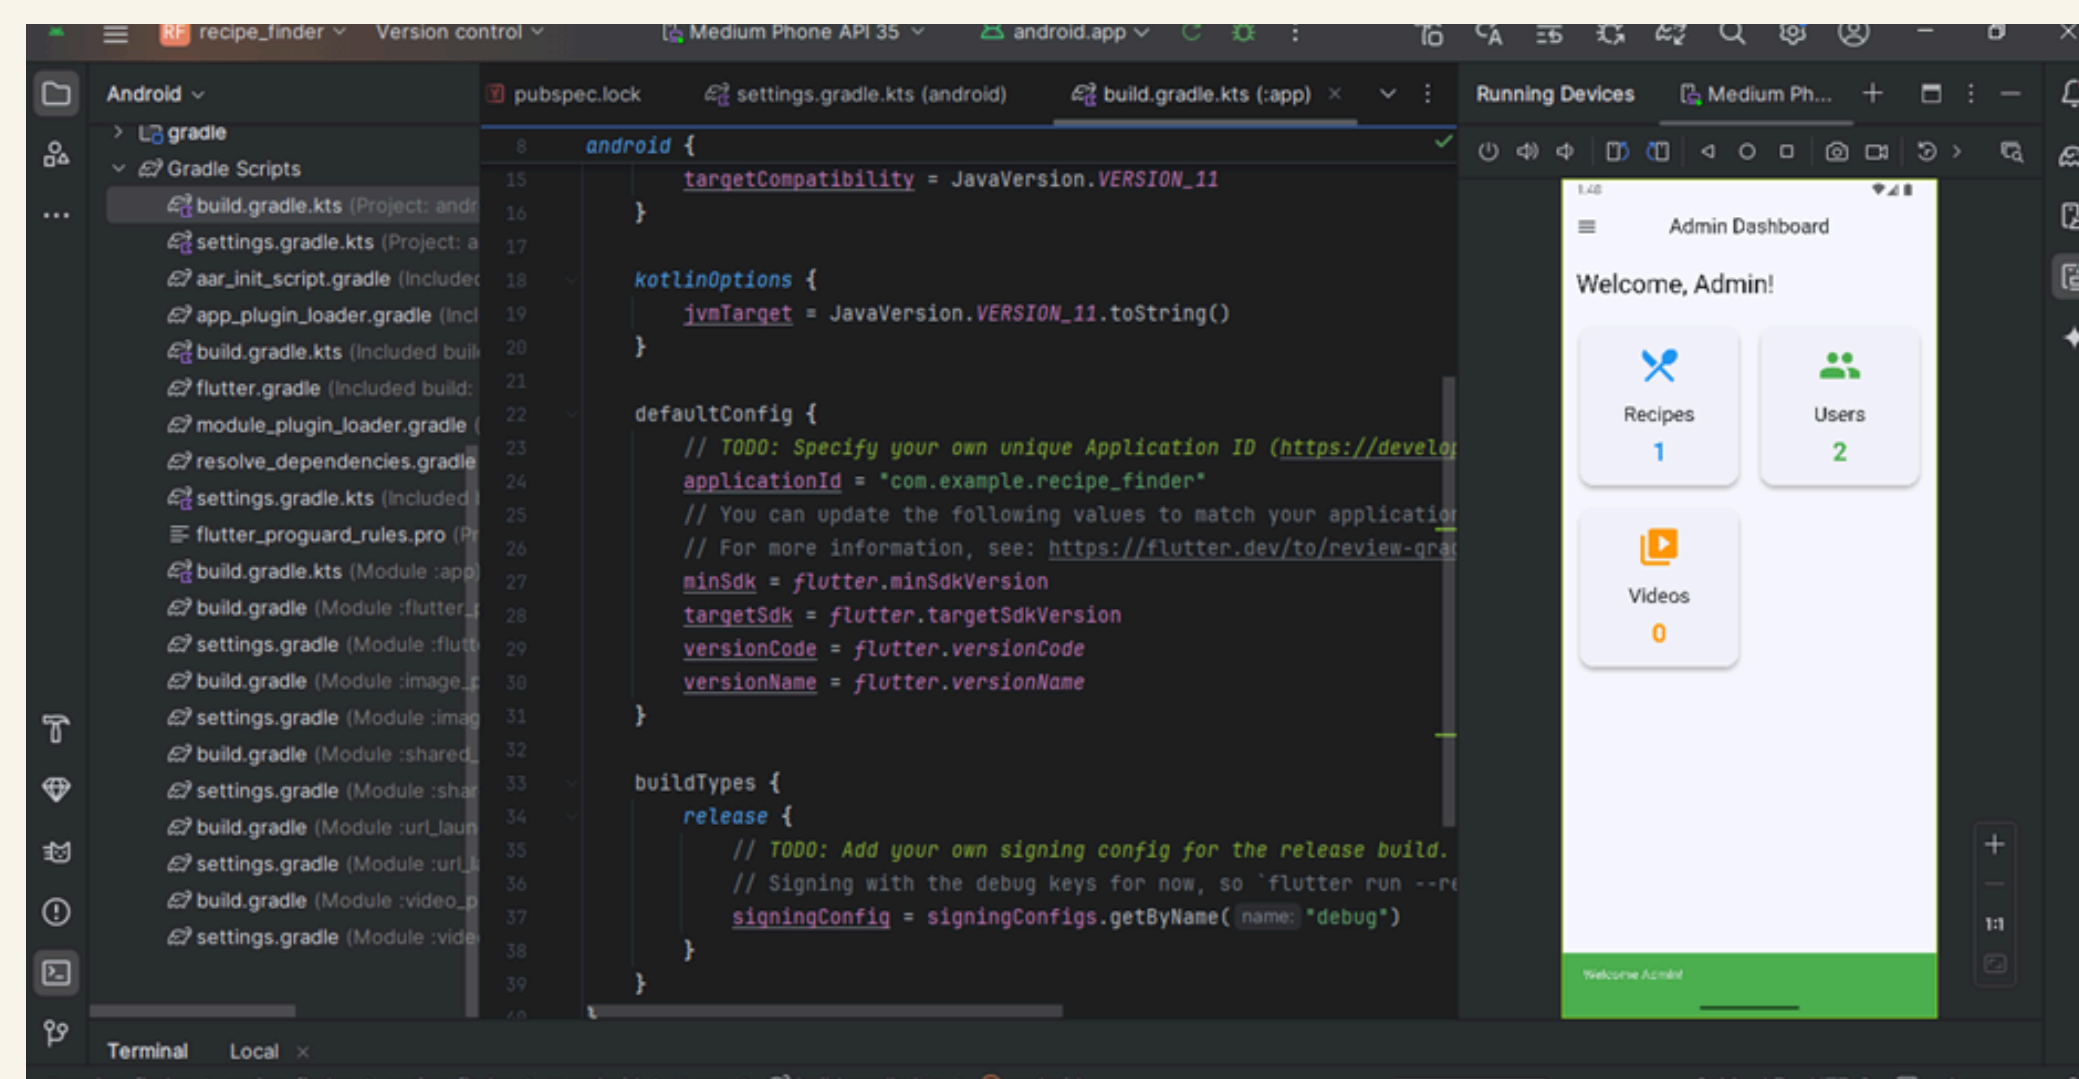 RF recipe_finder Version control Medium Phone API 35 android.app
Android
gradle
Gradle Scripts
build.gradle.kts (Project: andr
settings.gradle.kts (Project: a
aar_init_script.gradle (Included
app_plugin_loader.gradle (Incl
build.gradle.kts (Included buil
flutter.gradle (Included build:
module_plugin_loader.gradle (
resolve_dependencies.gradle
settings.gradle.kts (Included
flutter_proguard_rules.pro (Pr
build.gradle.kts (Module :app)
build.gradle (Module :flutter_p
settings.gradle (Module :flutt
build.gradle (Module :image_p
settings.gradle (Module :imag
build.gradle (Module :shared_
settings.gradle (Module :shar
build.gradle (Module :url_laun
settings.gradle (Module :url_l
build.gradle (Module :video_p
settings.gradle (Module :vide
pubspec.lock settings.gradle.kts (android) build.gradle.kts (:app)
8 android {
15 targetCompatibility = JavaVersion.VERSION_11
16 }
17
18 kotlinOptions {
19 jvmTarget = JavaVersion.VERSION_11.toString()
20 }
21
22 defaultConfig {
23 // TODO: Specify your own unique Application ID (https://develop
24 applicationId = "com.example.recipe_finder"
25 // You can update the following values to match your application
26 // For more information, see: https://flutter.dev/to/review-grad
27 minSdk = flutter.minSdkVersion
28 targetSdk = flutter.targetSdkVersion
29 versionCode = flutter.versionCode
30 versionName = flutter.versionName
31 }
32
33 buildTypes {
34 release {
35 // TODO: Add your own signing config for the release build.
36 // Signing with the debug keys for now, so `flutter run --re
37 signingConfig = signingConfigs.getByName( name: "debug")
38 }
39 }
40 }
Running Devices Medium Ph...
1:48
Admin Dashboard
Welcome, Admin!
Recipes
1
Users
2
Videos
0
Welcome Admin!
1:1
Terminal Local